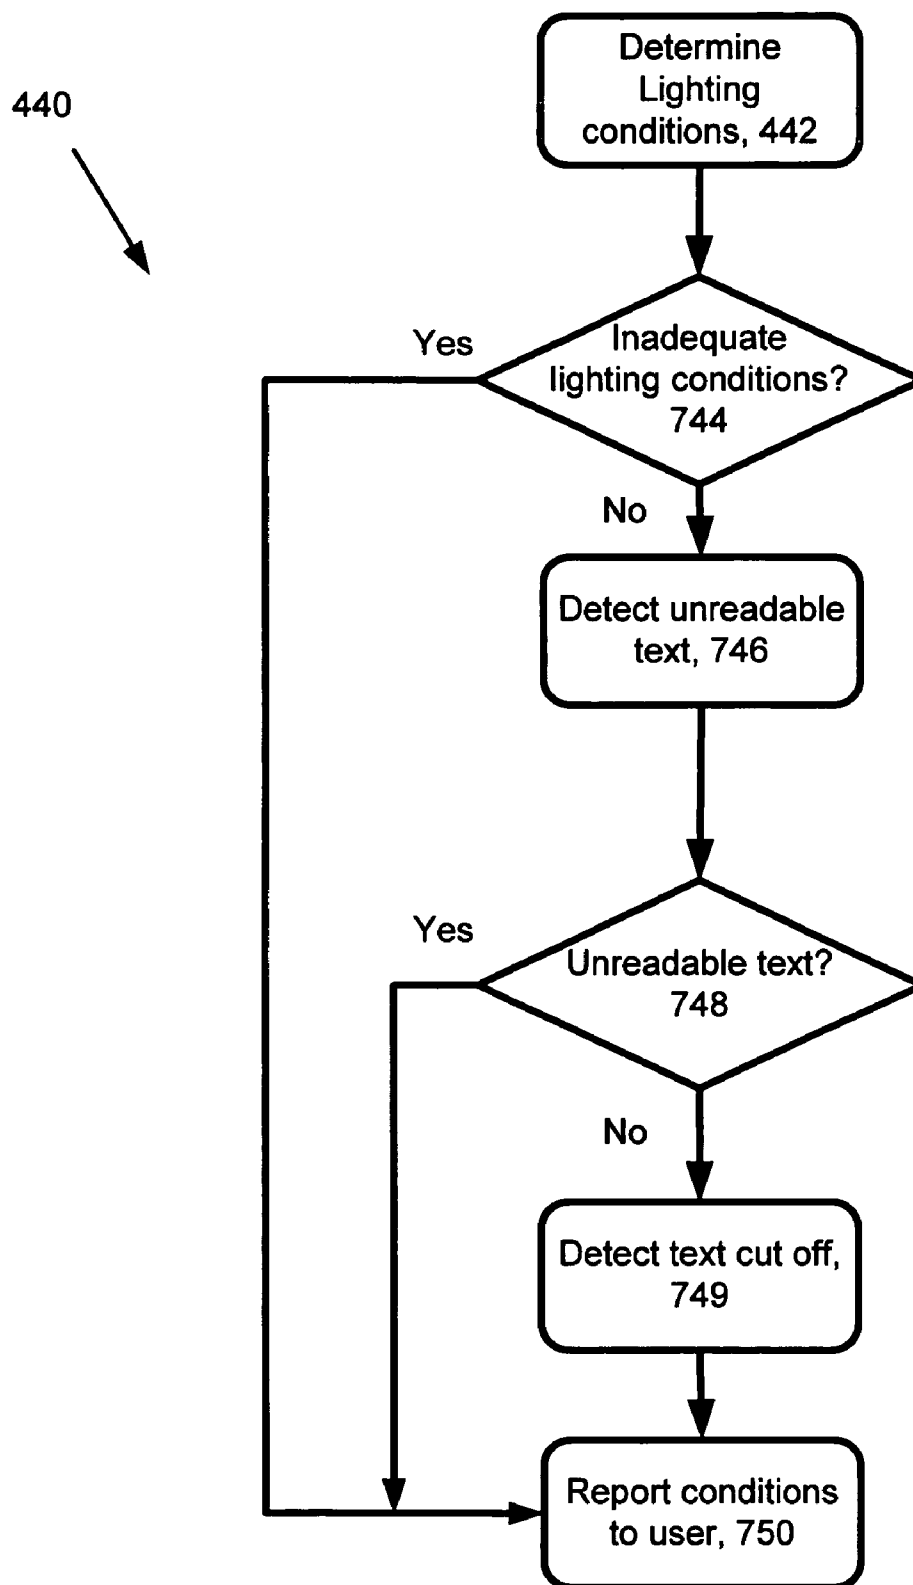 Determine
Lighting
conditions, 442
440
Yes
Inadequate
lighting conditions?
744
No
Detect unreadable
text, 746
Yes
Unreadable text?
748
No
Detect text cut off,
749
Report conditions
to user, 750